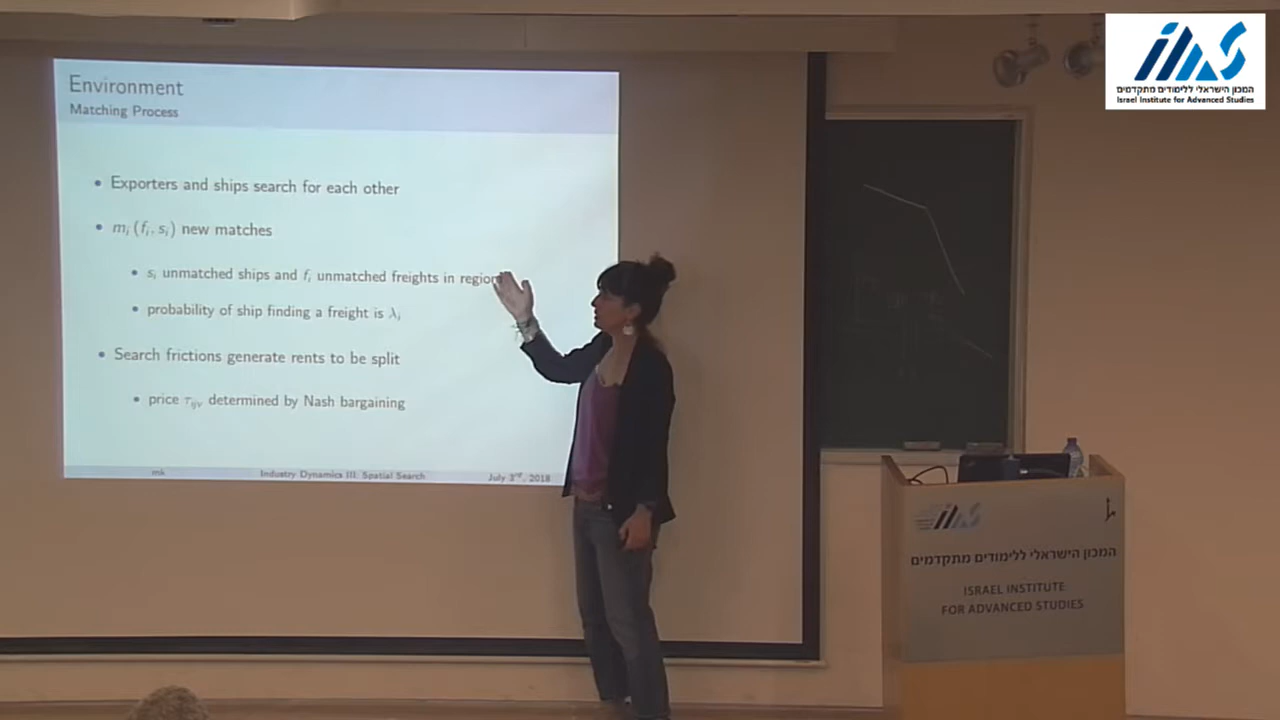 Environment
Matching Process
• Exporters and ships search for each other
• mᵢ (fᵢ, sᵢ) new matches
• sᵢ unmatched ships and fᵢ unmatched freights in region
• probability of ship finding a freight is λᵢ
• Search frictions generate rents to be split
• price τᵢⱼᵥ determined by Nash bargaining
mk Industry Dynamics III: Spatial Search July 3rd, 2018
iias
המכון הישראלי ללימודים מתקדמים
Israel Institute for Advanced Studies
iias
המכון הישראלי ללימודים מתקדמים
ISRAEL INSTITUTE
FOR ADVANCED STUDIES